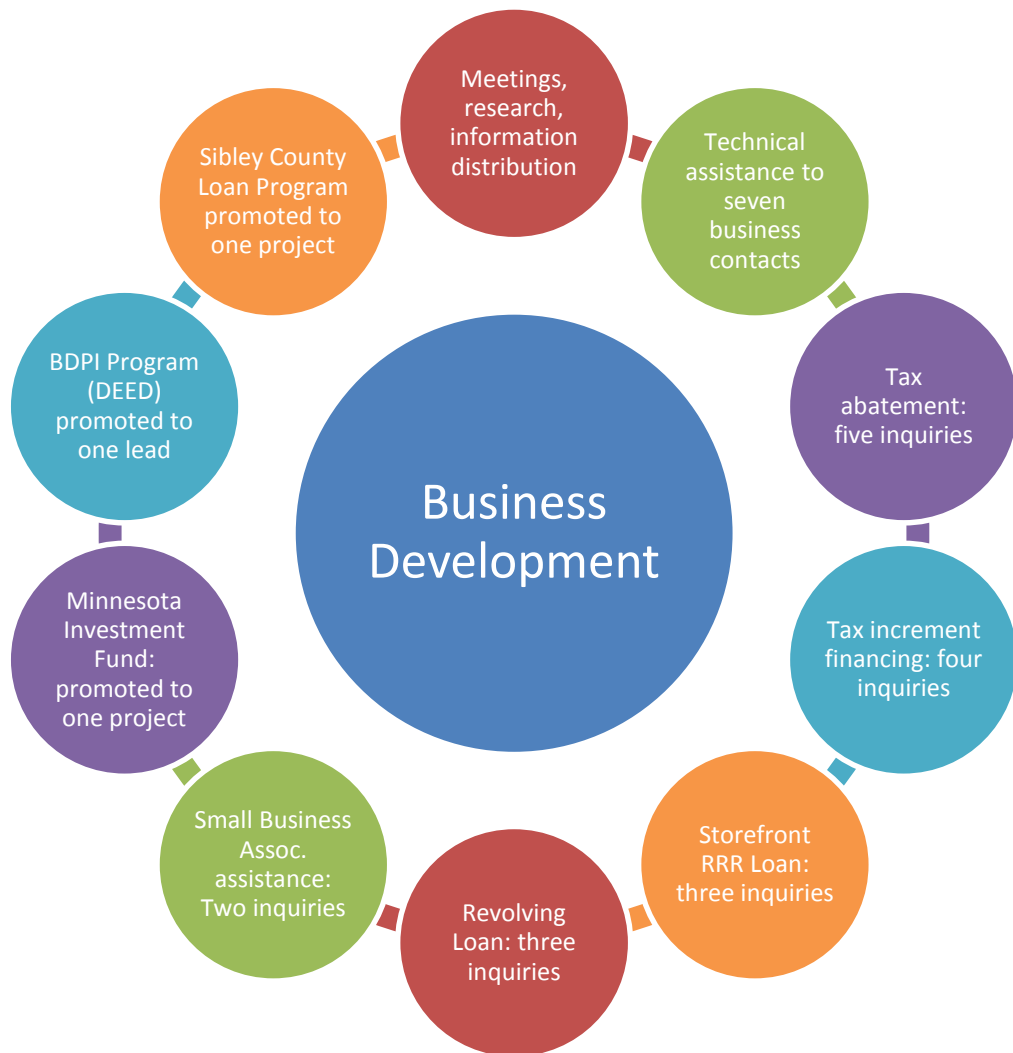 Meetings,
research,
information
distribution
Technical
assistance to
seven
business
contacts
Tax
abatement:
five inquiries
Tax increment
financing: four
inquiries
Storefront
RRR Loan:
three inquiries
Revolving
Loan: three
inquiries
Small Business
Assoc.
assistance:
Two inquiries
Minnesota
Investment
Fund:
promoted to
one project
BDPI Program
(DEED)
promoted to
one lead
Sibley County
Loan Program
promoted to
one project
Business
Development